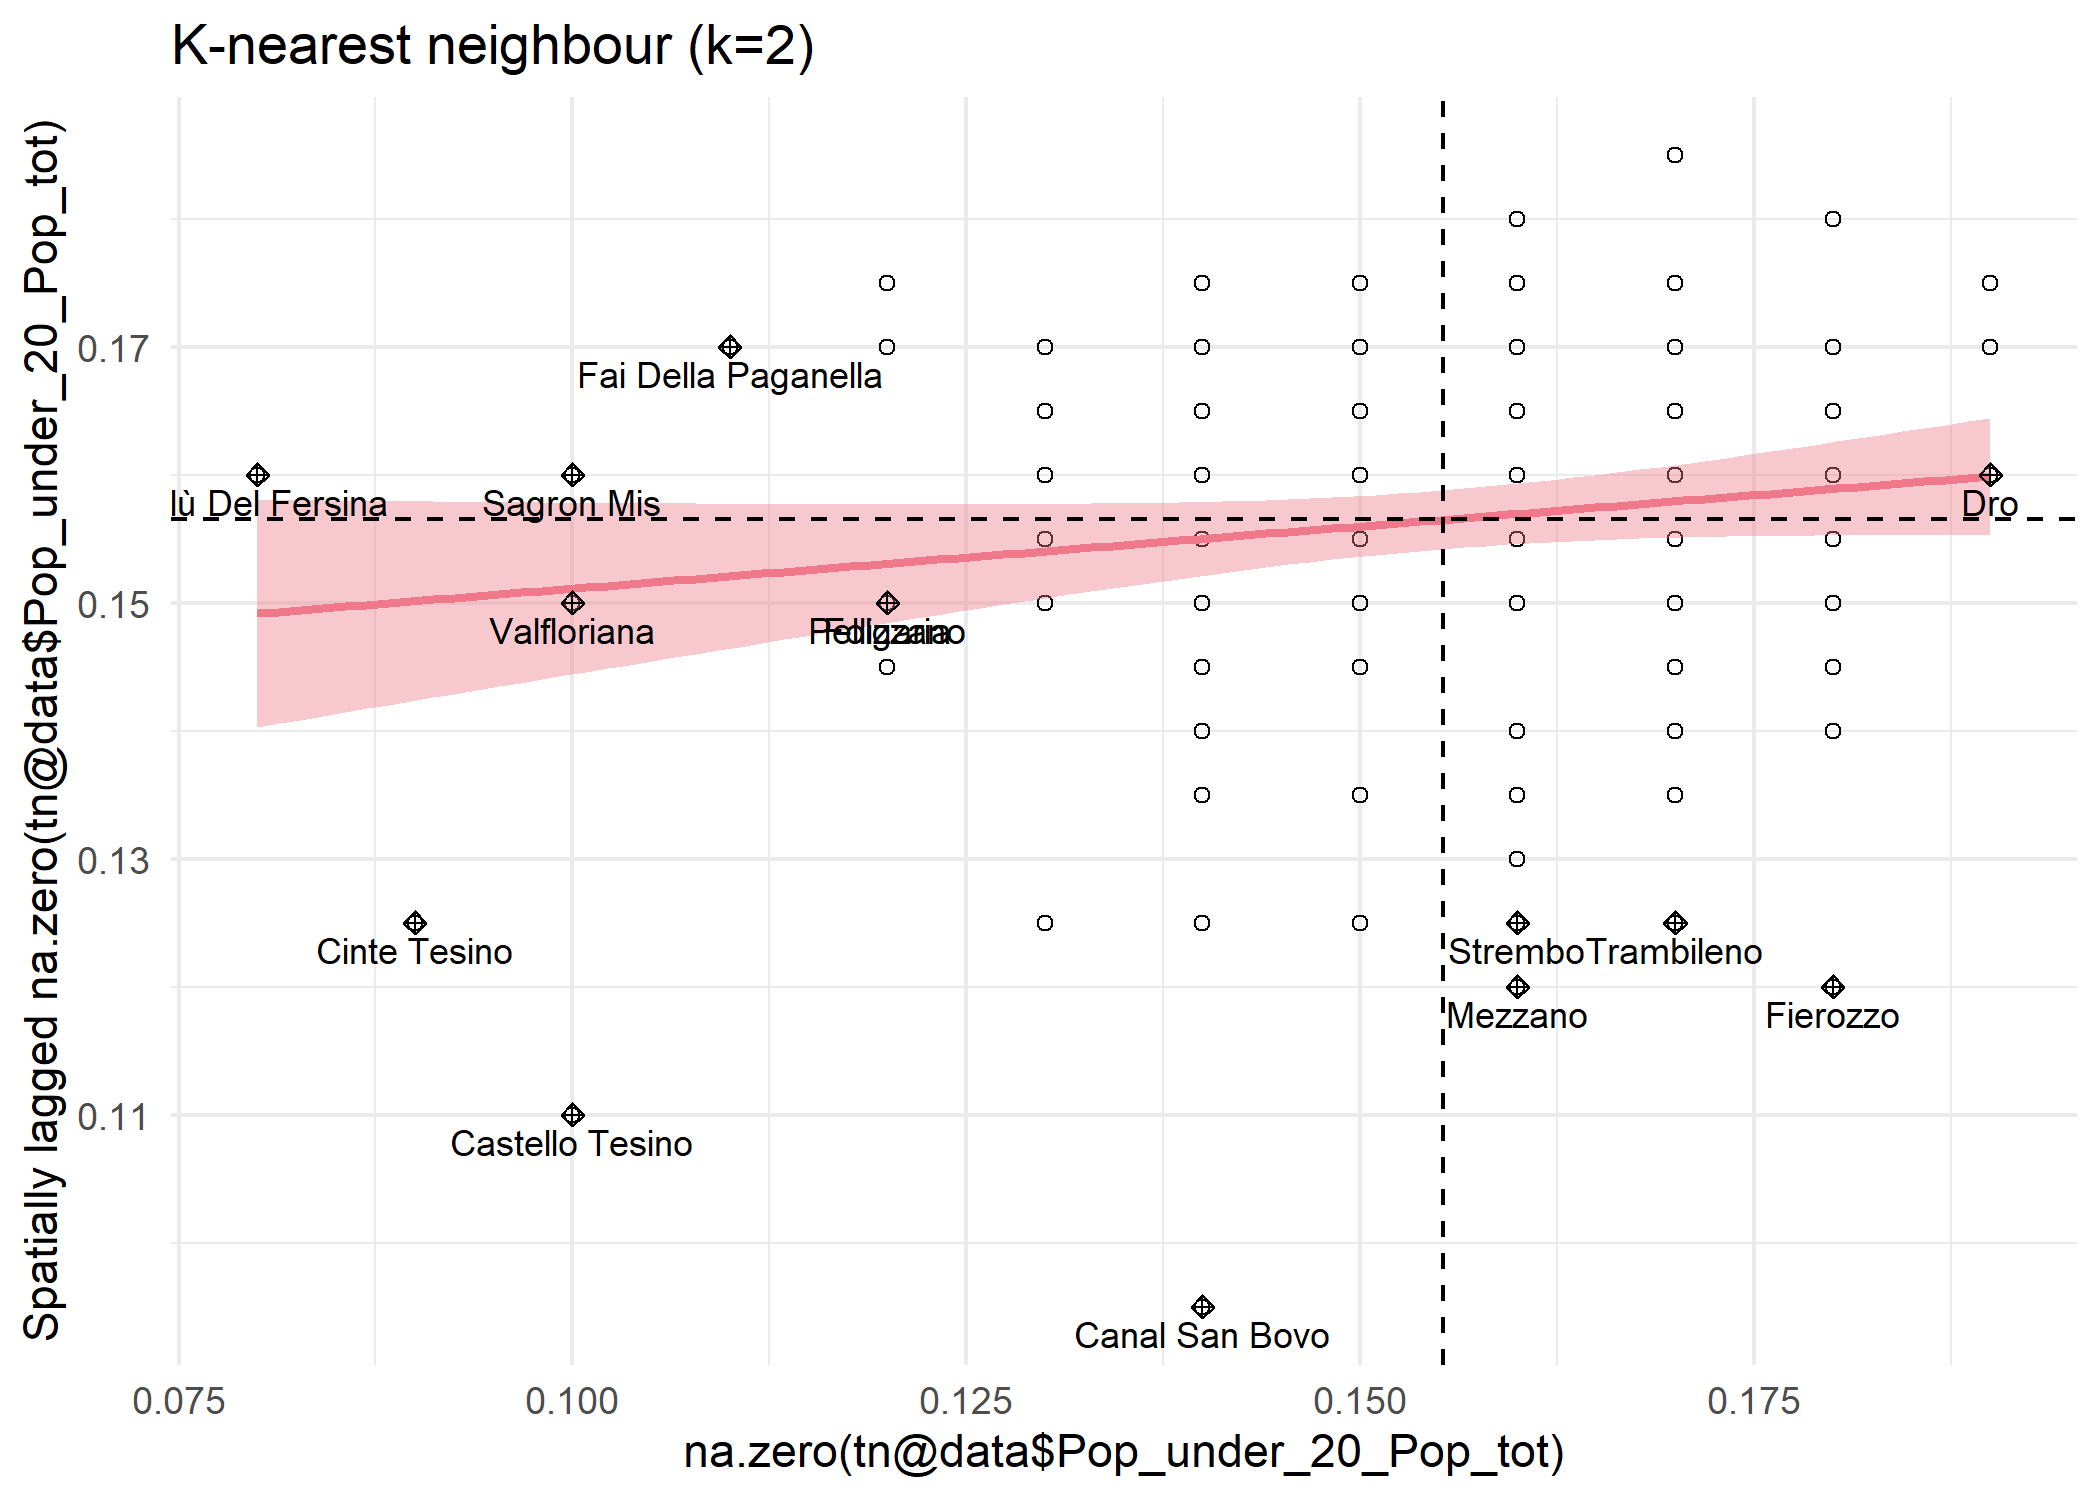 K-nearest neighbour (k=2)
Spatially lagged na.zero(tn@data$Pop_under_20_Pop_tot)
0.17
0.15
0.13
0.11
Fai Della Paganella
lù Del Fersina
Sagron Mis
Dro
Valfloriana
Cinte Tesino
Strembo
Trambileno
Mezzano
Fierozzo
Castello Tesino
Canal San Bovo
0.075
0.100
0.125
0.150
0.175
na.zero(tn@data$Pop_under_20_Pop_tot)